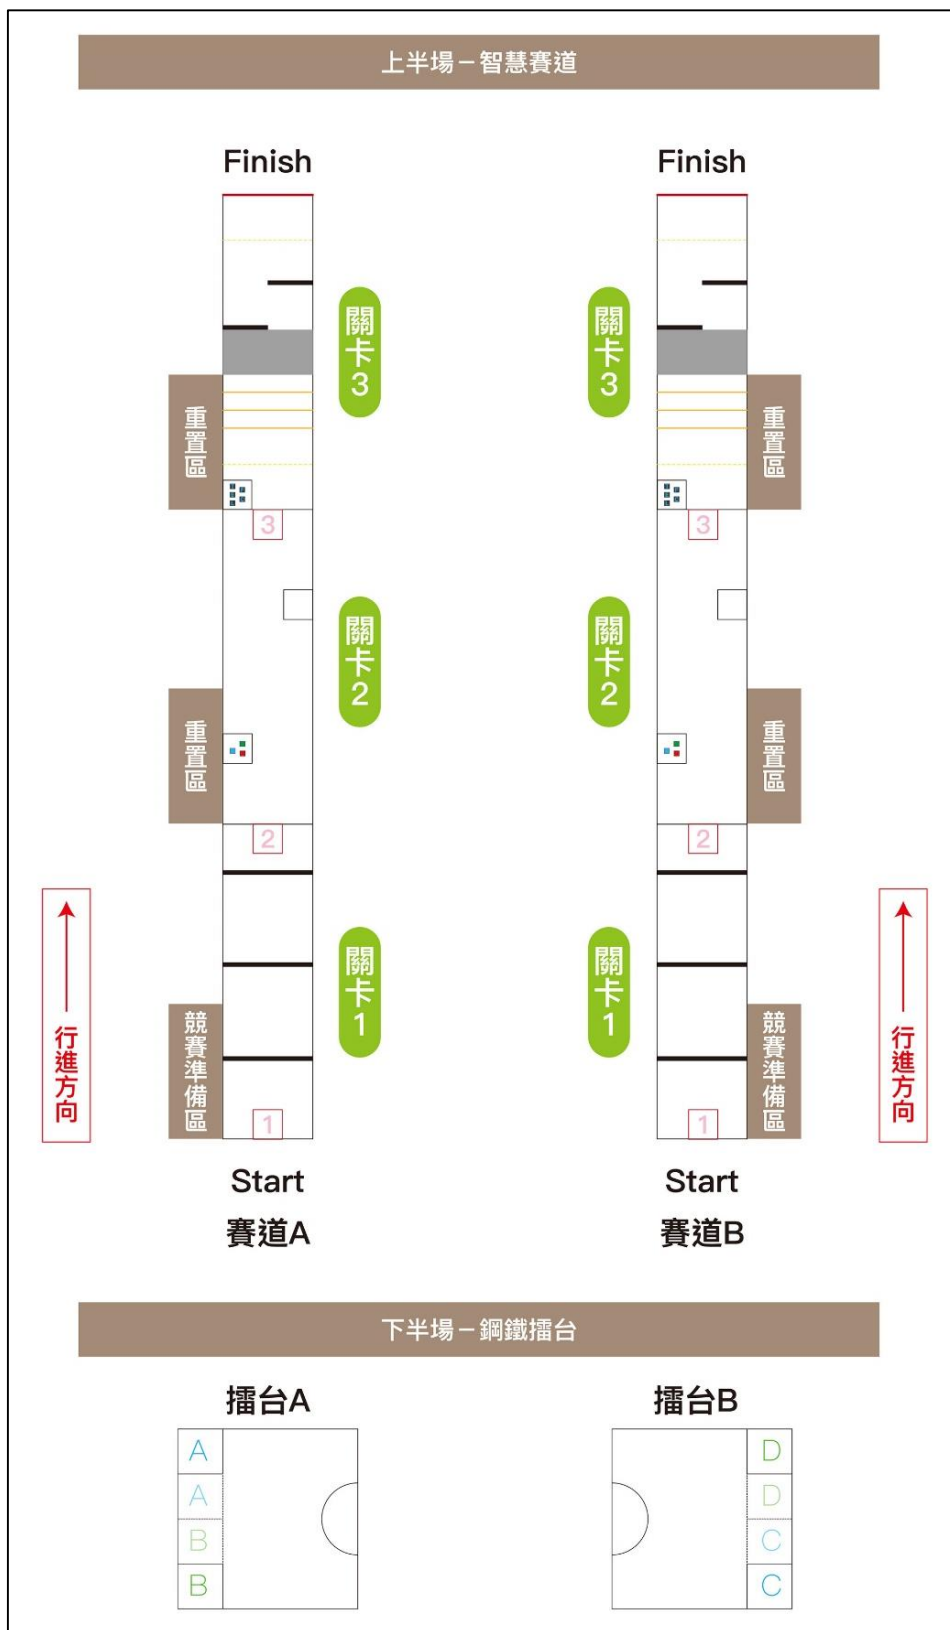 上半場－智慧賽道
Finish
Finish
關卡3
關卡3
重置區
重置區
3
3
關卡2
關卡2
重置區
重置區
2
2
關卡1
關卡1
行進方向
競賽準備區
競賽準備區
行進方向
1
1
Start
Start
賽道A
賽道B
下半場－鋼鐵擂台
擂台A
擂台B
A
A
B
B
D
D
C
C